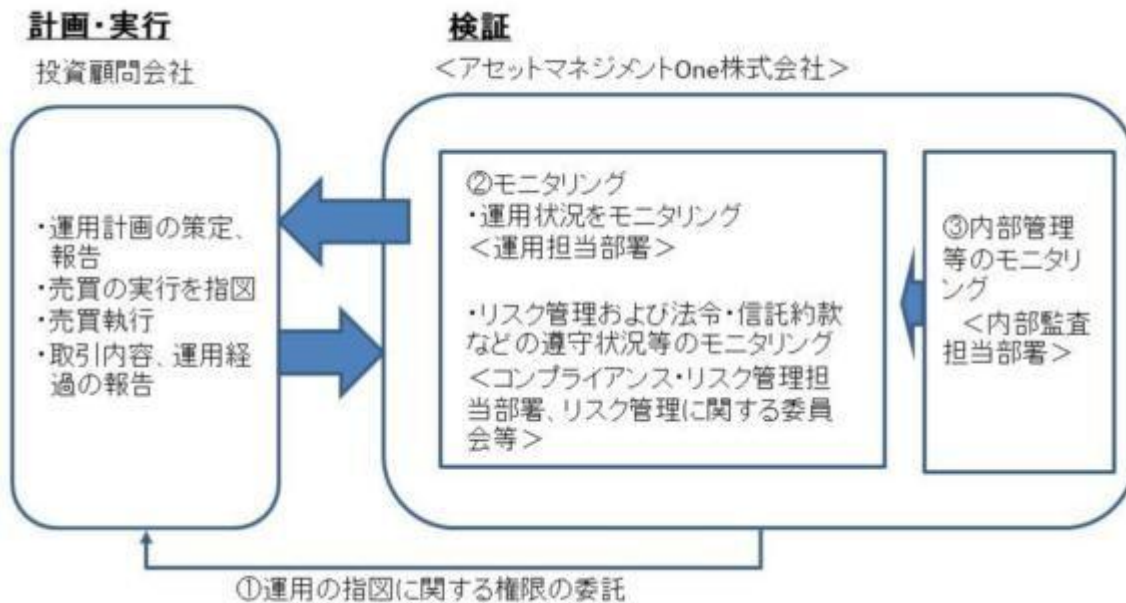 計画・実行
投資顧問会社
・運用計画の策定、
報告
・売買の実行を指図
・売買執行
・取引内容、運用経
過の報告
検証
＜アセットマネジメントOne株式会社＞
②モニタリング
・運用状況をモニタリング
＜運用担当部署＞
・リスク管理および法令・信託約款
などの遵守状況等のモニタリング
＜コンプライアンス・リスク管理担
当部署、リスク管理に関する委員
会等＞
③内部管理
等のモニタリ
ング
＜内部監査
担当部署＞
①運用の指図に関する権限の委託